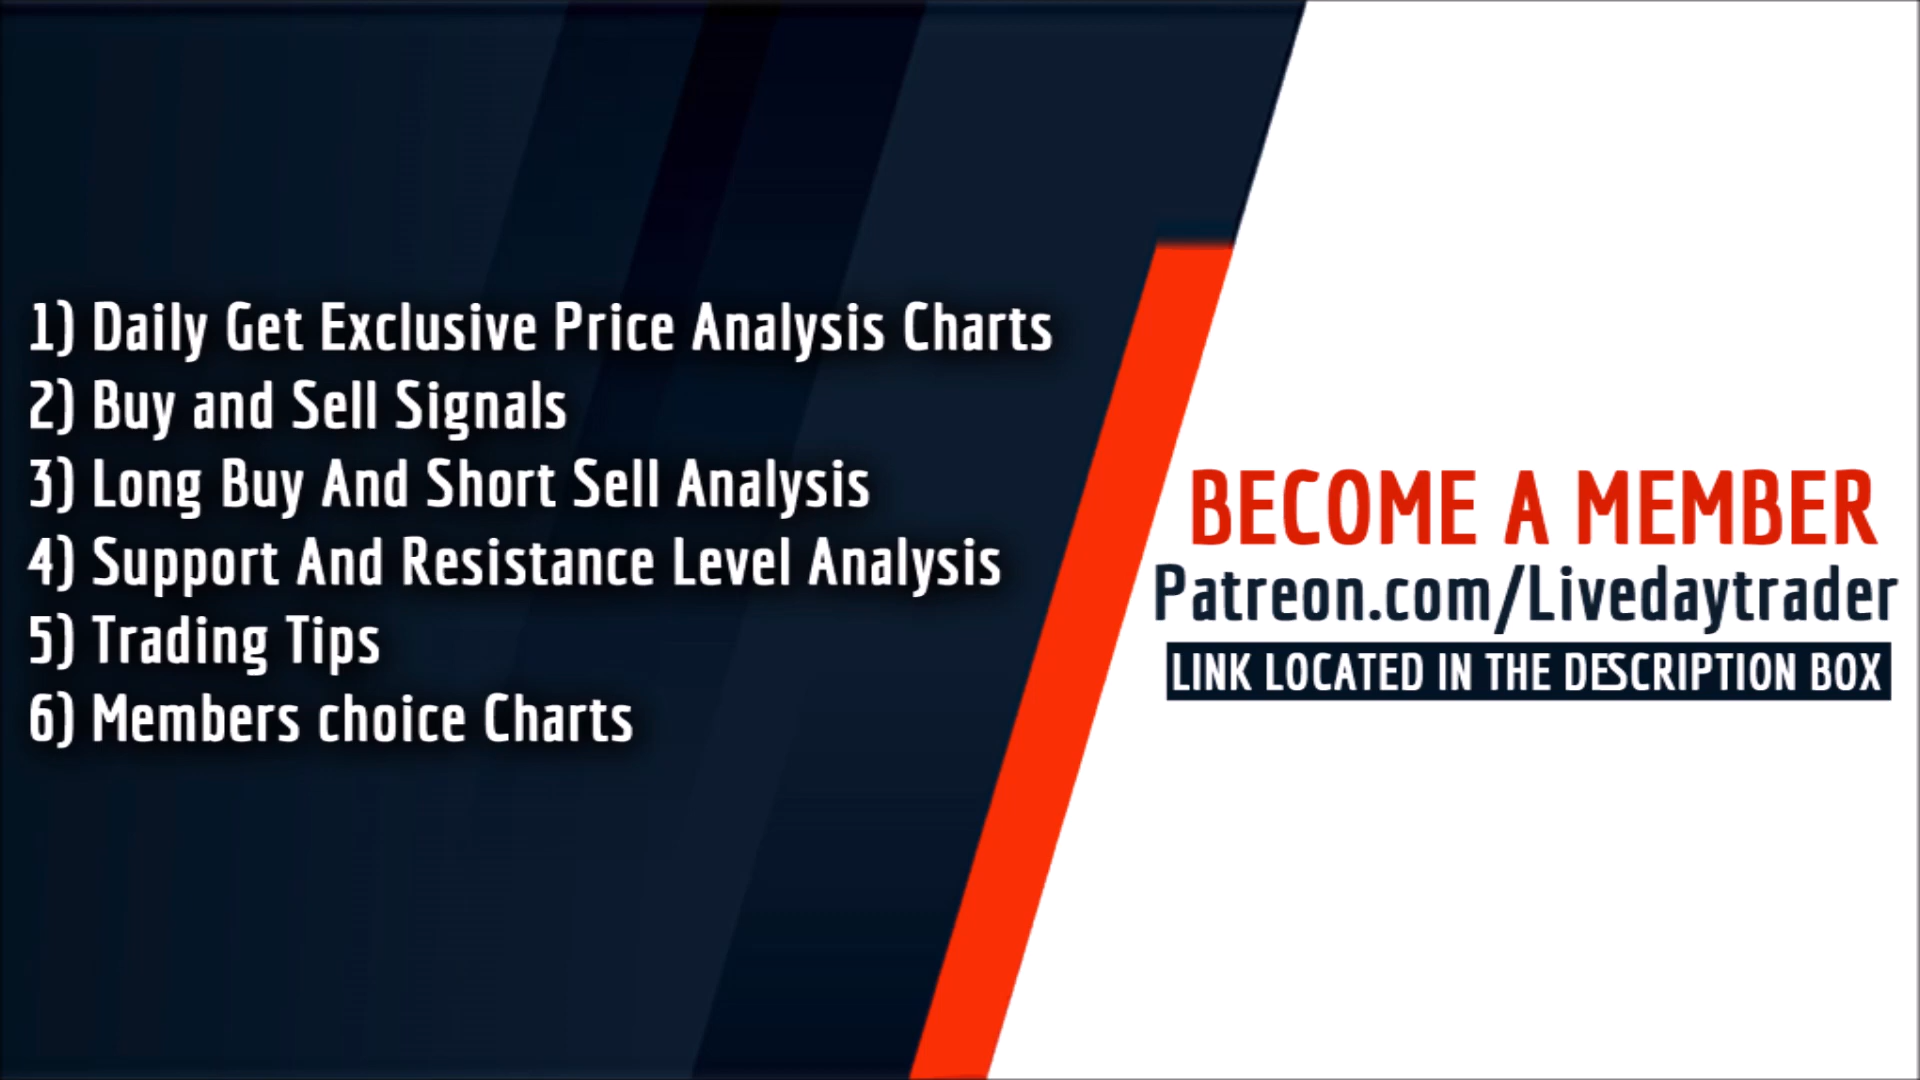 1) Daily Get Exclusive Price Analysis Charts
2) Buy and Sell Signals
3) Long Buy And Short Sell Analysis
4) Support And Resistance Level Analysis
5) Trading Tips
6) Members choice Charts
BECOME A MEMBER
Patreon.com/Livedaytrader
LINK LOCATED IN THE DESCRIPTION BOX